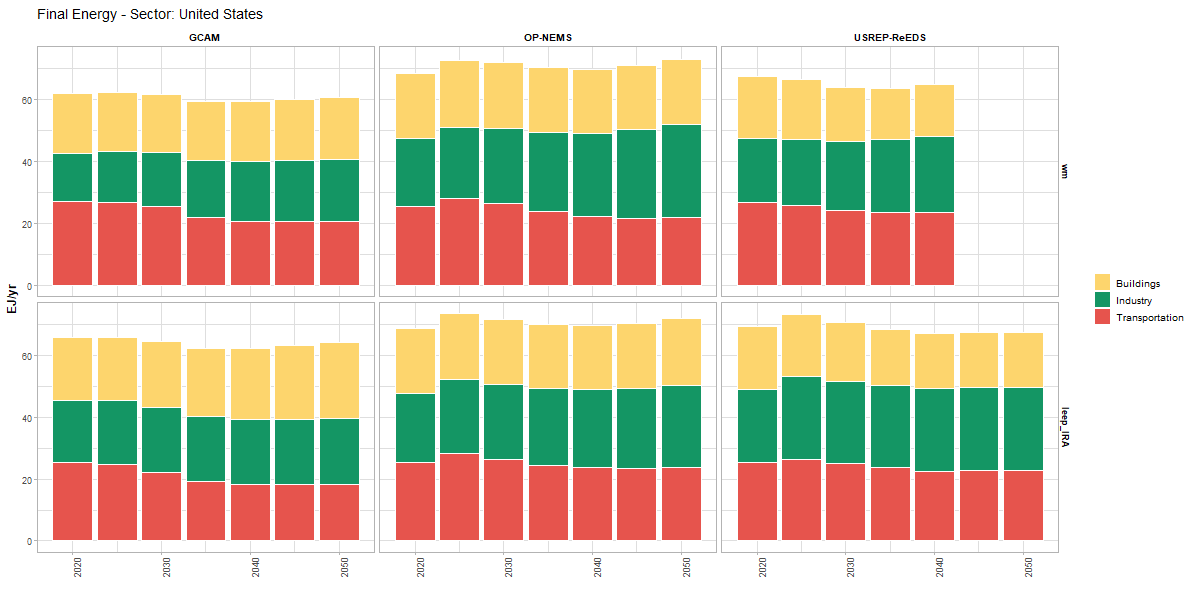 Final Energy - Sector: United States
GCAM
OP-NEMS
USREP-ReEDS
60
40
20
0
wm
60
40
20
0
leep_IRA
EJ/yr
2020
2030
2040
2050
2020
2030
2040
2050
2020
2030
2040
2050
Buildings
Industry
Transportation